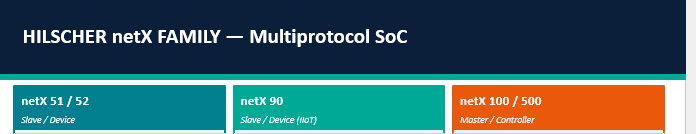 HILSCHER netX FAMILY — Multiprotocol SoC
netX 51 / 52
Slave / Device
netX 90
Slave / Device (IIoT)
netX 100 / 500
Master / Controller